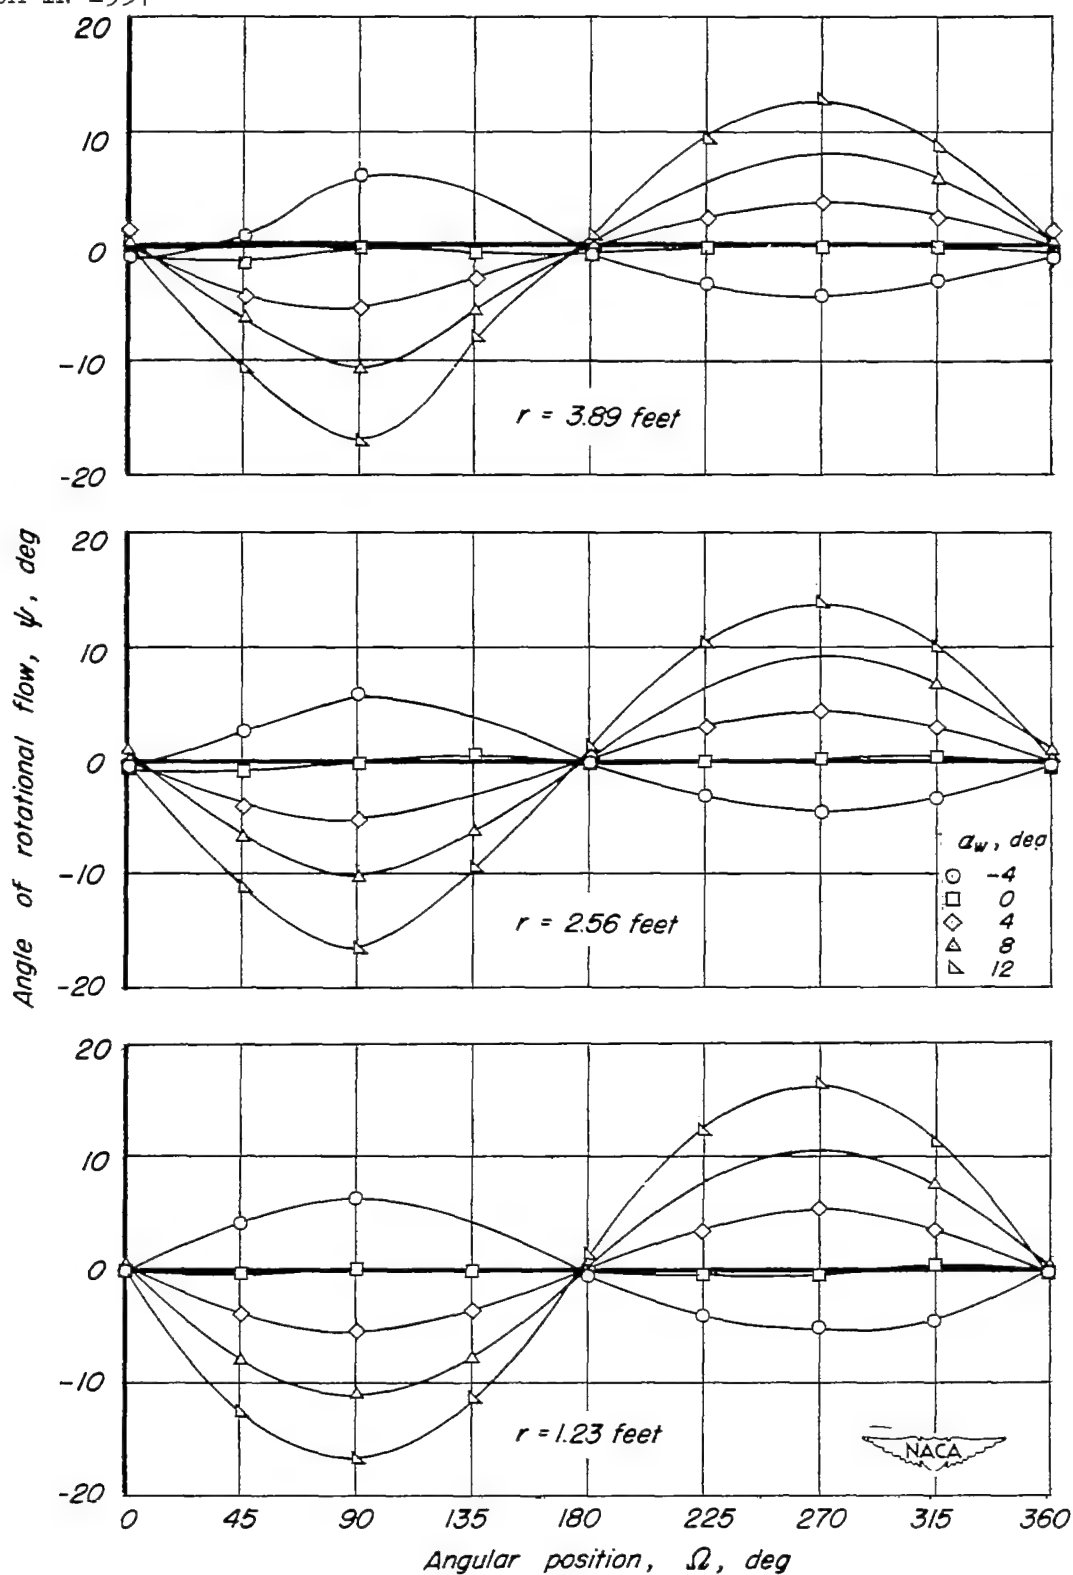 20
10
0
-10
-20
r = 3.89 feet
20
10
0
-10
-20
r = 2.56 feet
αw, deg
-4
0
4
8
12
Angle of rotational flow, ψ, deg
20
10
0
-10
-20
r = 1.23 feet
NACA
0 45 90 135 180 225 270 315 360
Angular position, Ω, deg